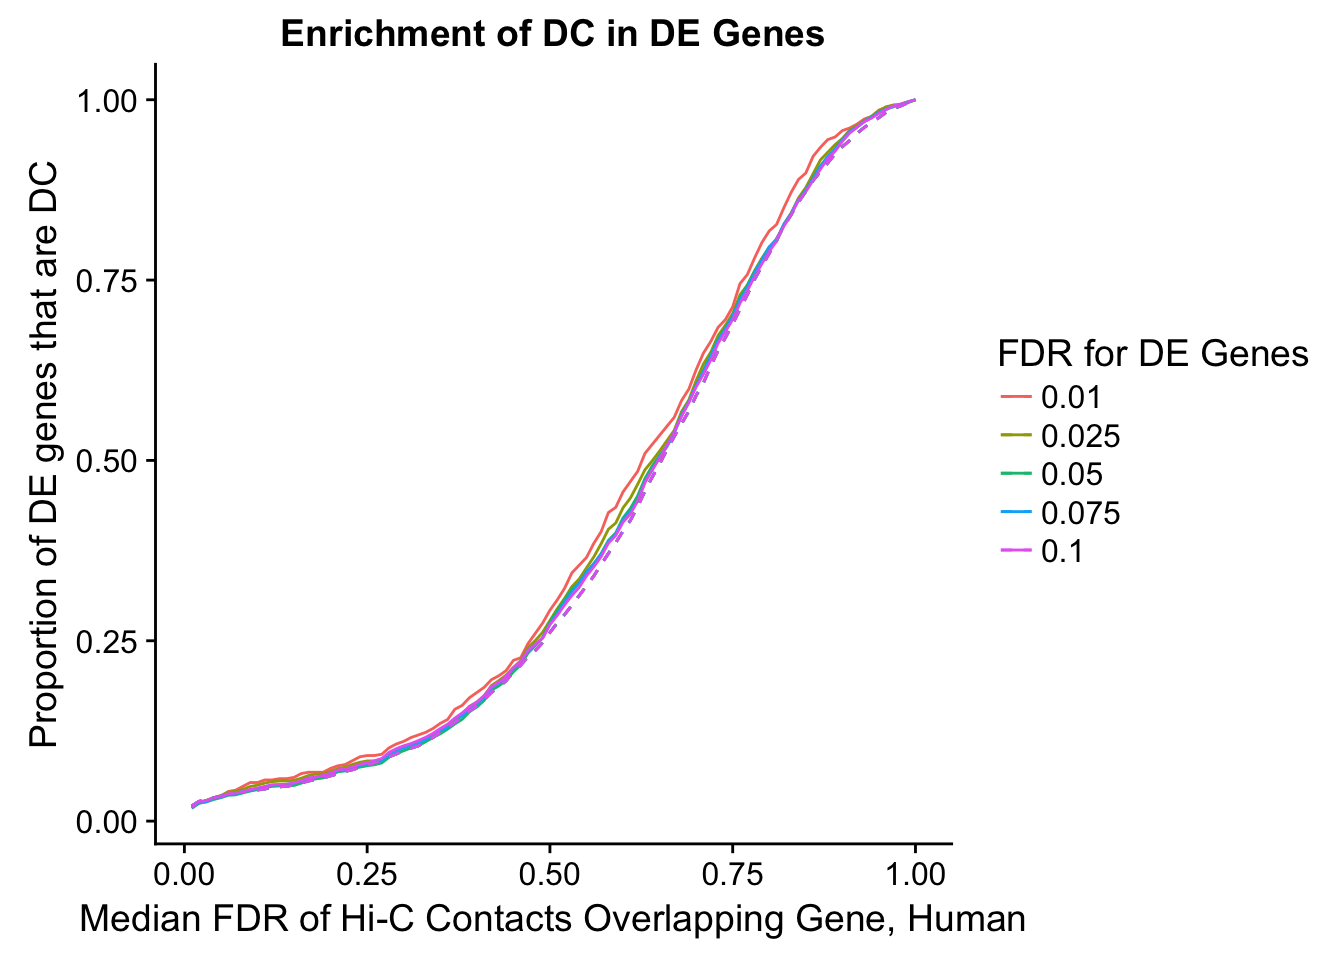 Enrichment of DC in DE Genes
Proportion of DE genes that are DC
1.00
0.75
0.50
0.25
0.00
0.00 0.25 0.50 0.75 1.00
Median FDR of Hi-C Contacts Overlapping Gene, Human
FDR for DE Genes
0.01
0.025
0.05
0.075
0.1